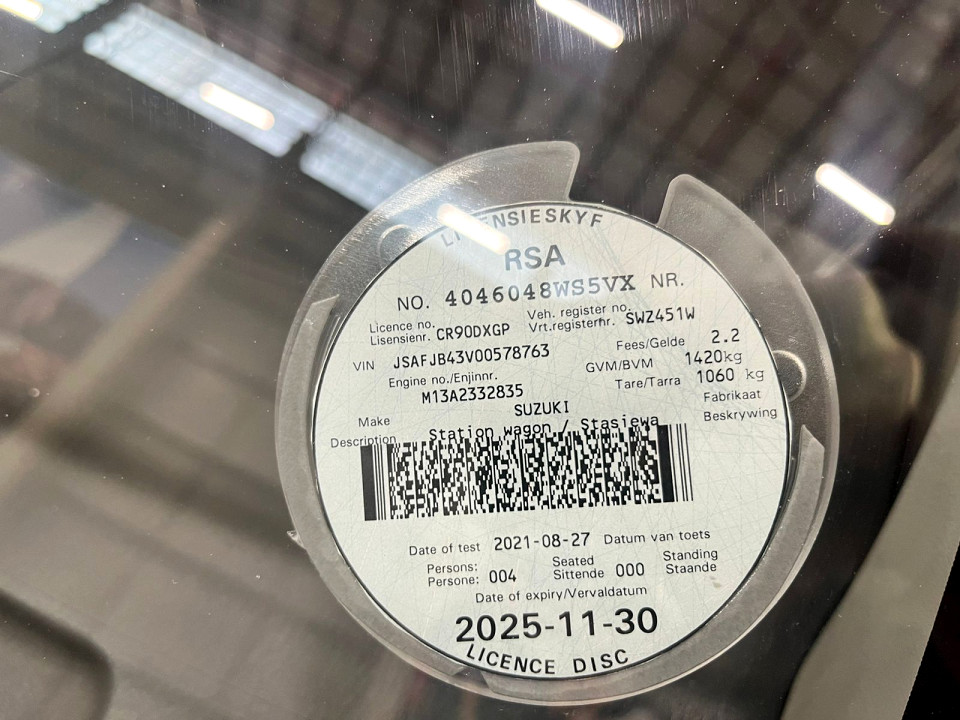 LISENSIESKYF
RSA
NO. 4046048WS5VX NR.
Licence no. CR90DXGP Veh. register no. SWZ451W
Lisensienr. Vrt.registernr.
Fees/Gelde 2.2
VIN JSAFJB43V00578763 GVM/BVM 1420kg
Engine no./Enjinnr. Tare/Tarra 1060 kg
M13A2332835
Make SUZUKI Fabrikaat
Description Station wagon / Stasiewa Beskrywing
Date of test 2021-08-27 Datum van toets
Persons: 004 Seated 000 Standing
Persone: Sittende Staande
Date of expiry/Vervaldatum
2025-11-30
LICENCE DISC